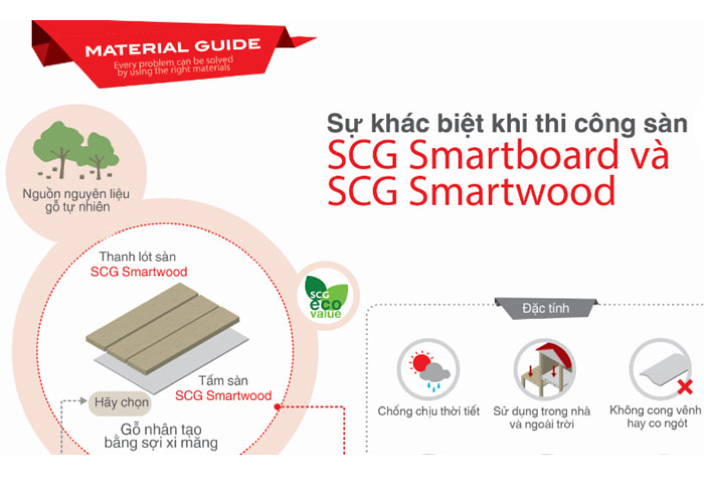 MATERIAL GUIDE
Every problem can be solved
by using the right materials
Sự khác biệt khi thi công sàn
SCG Smartboard và
SCG Smartwood
Nguồn nguyên liệu
gỗ tự nhiên
Thanh lót sàn
SCG Smartwood
SCG
eco
value
Tấm sàn
SCG Smartwood
Hãy chọn
Gỗ nhân tạo
bằng sợi xi măng
Đặc tính
Chống chịu thời tiết
Sử dụng trong nhà
và ngoài trời
Không cong vênh
hay co ngót